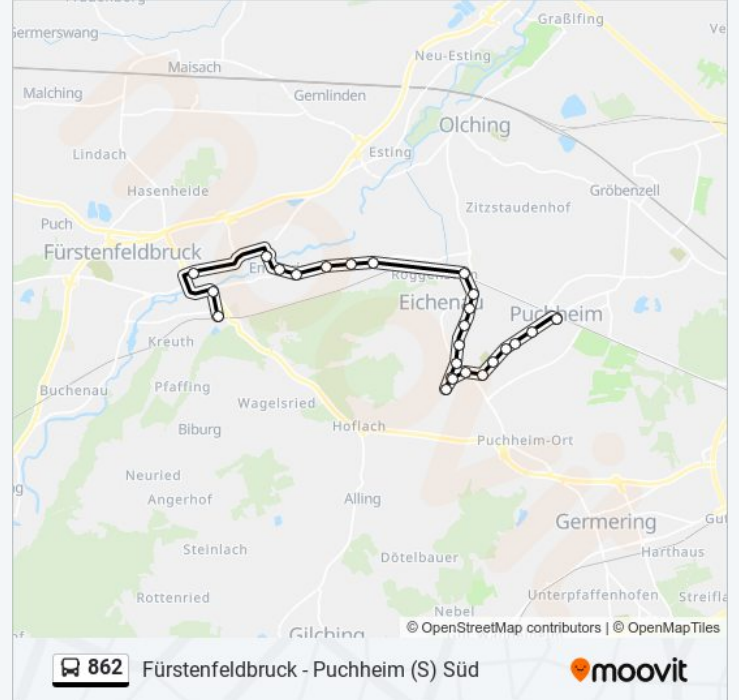 Graßlfing
Germerswang
Neu-Esting
Maisach
Malching
Gernlinden
Olching
Esting
Lindach
Hasenheide
Gröbenzell
Zitzstaudenhof
Puch
Fürstenfeldbruck
Eichenau
Puchheim
Kreuth
Pfaffing
Buchenau
Wagelsried
Biburg
Hoflach
Puchheim-Ort
Neuried
Angerhof
Alling
Germering
Steinlach
Harthaus
Dötelbauer
Rottenried
Unterpfaffenhofen
Nebel
Gilching
© OpenStreetMap contributors | © OpenMapTiles
862 Fürstenfeldbruck - Puchheim (S) Süd
moovit